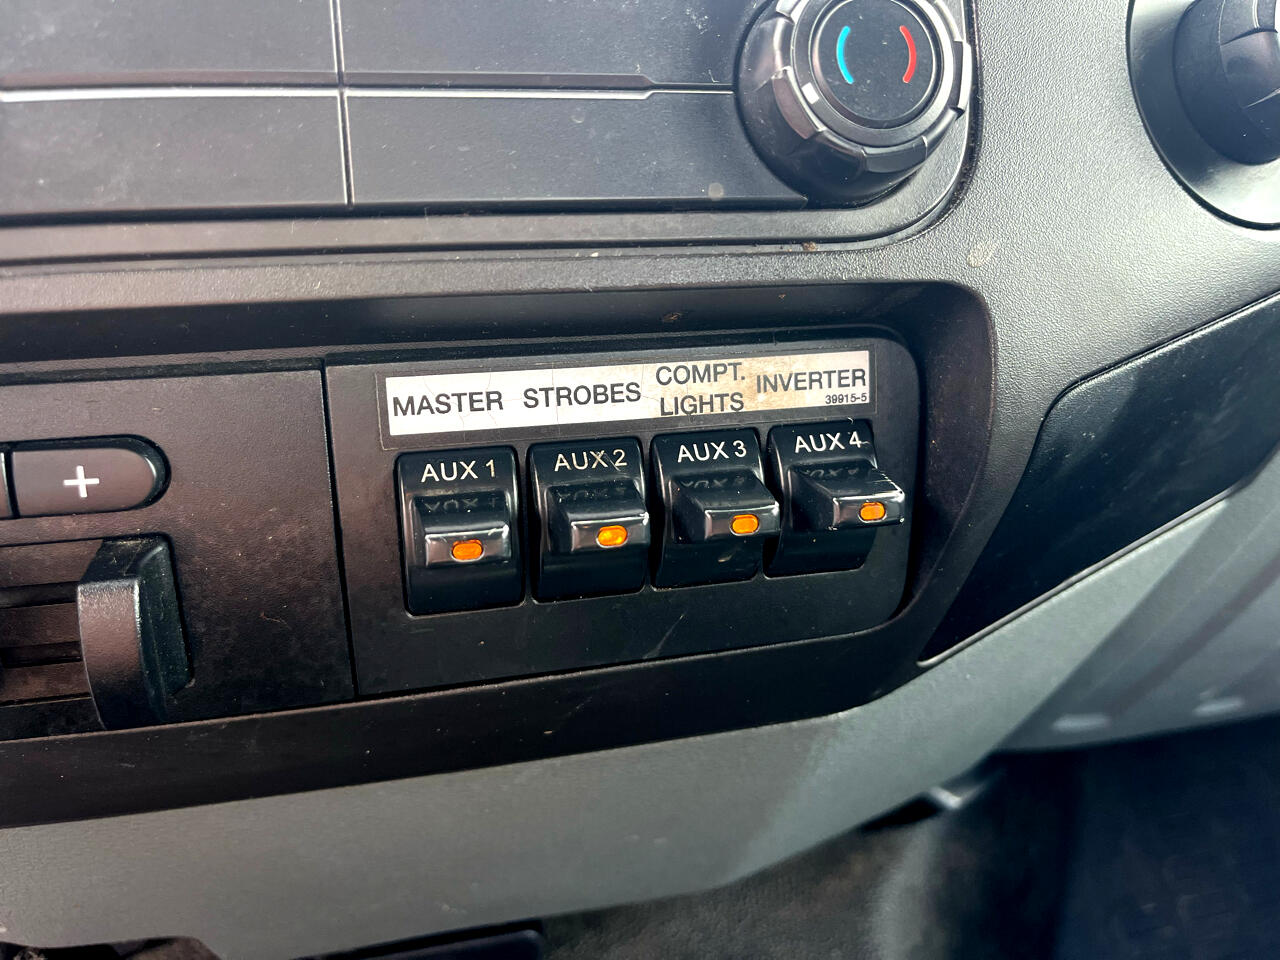 MASTER STROBES COMPT. LIGHTS INVERTER
39915-5
AUX 1 AUX 2 AUX 3 AUX 4
+